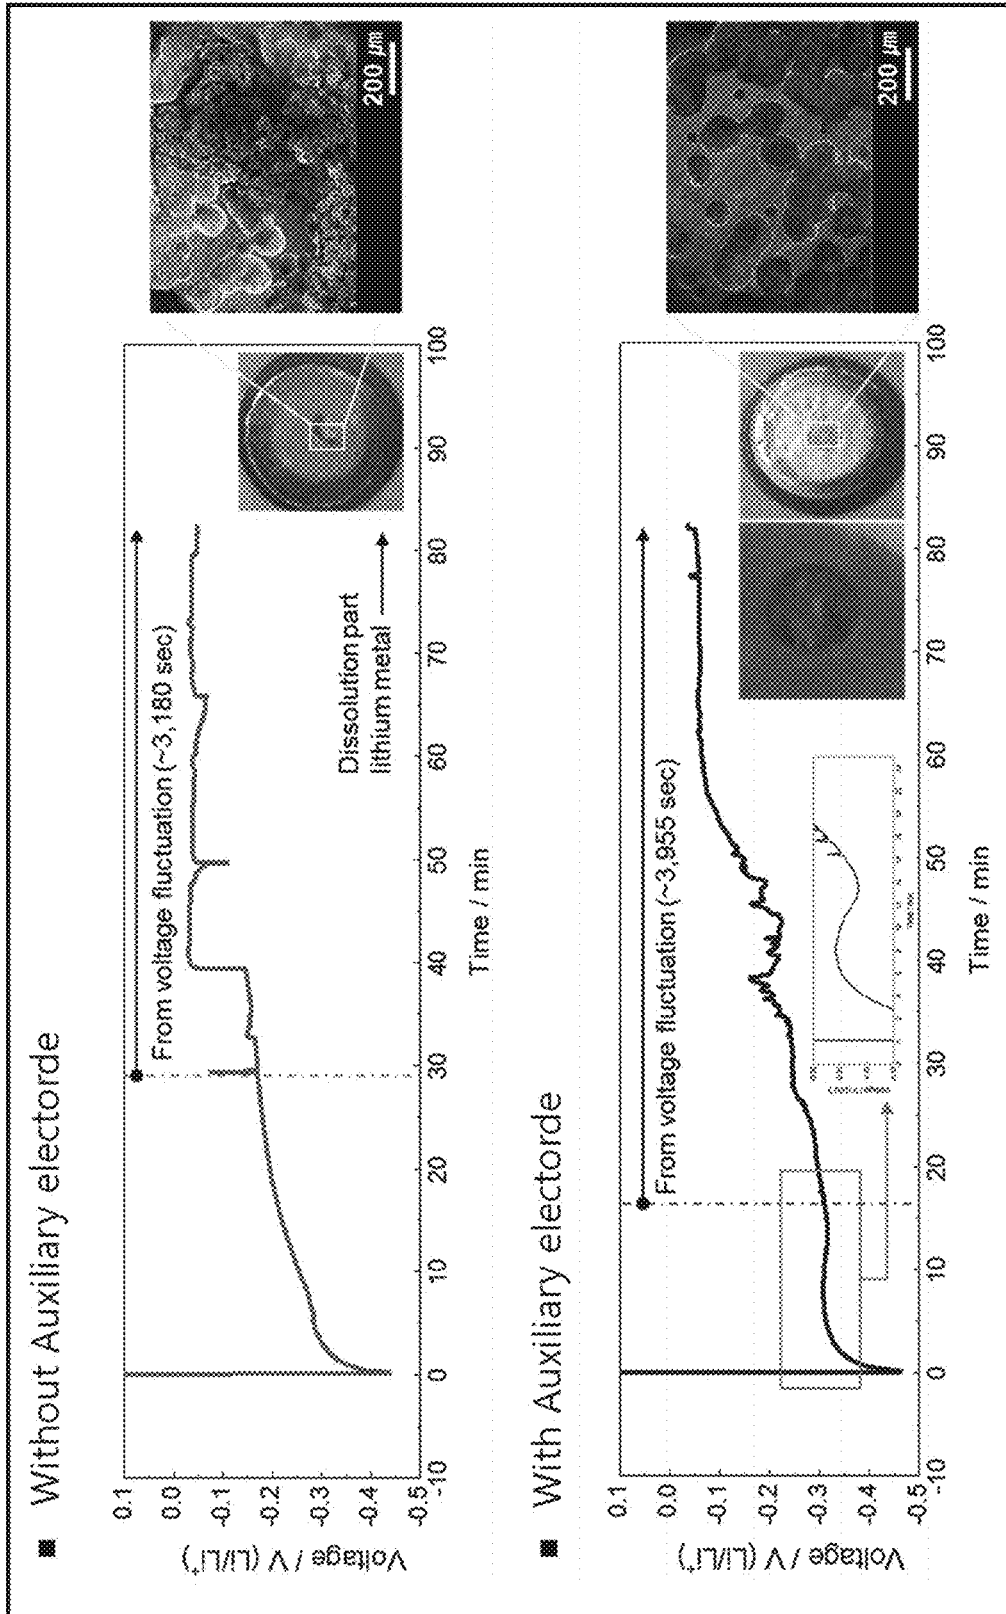 ■ Without Auxiliary electorde
Voltage / V (Li/Li⁺)
0.1
0.0
-0.1
-0.2
-0.3
-0.4
-0.5
From voltage fluctuation (~3,180 sec)
Dissolution part
lithium metal
200 µm
-10 0 10 20 30 40 50 60 70 80 90 100
Time / min
■ With Auxiliary electorde
Voltage / V (Li/Li⁺)
0.1
0.0
-0.1
-0.2
-0.3
-0.4
-0.5
From voltage fluctuation (~3,955 sec)
200 µm
-10 0 10 20 30 40 50 60 70 80 90 100
Time / min